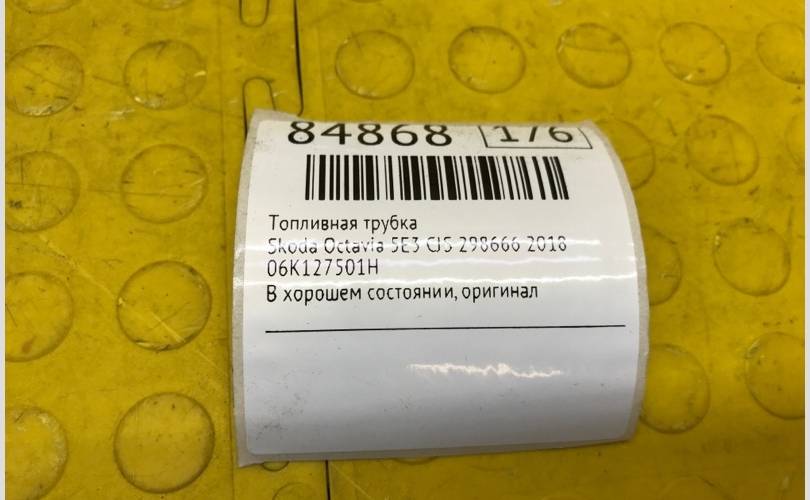 84868 176
Топливная трубка
Skoda Octavia 5E3 CJS 298666 2018
06K127501H
В хорошем состоянии, оригинал